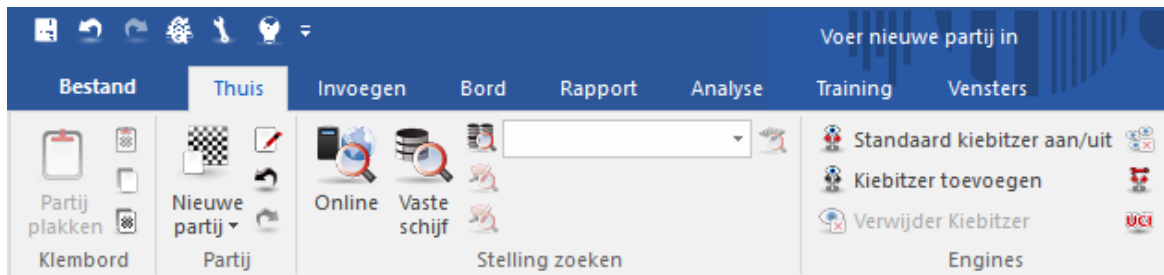 Voer nieuwe partij in
Bestand Thuis Invoegen Bord Rapport Analyse Training Vensters
Partij plakken
Nieuwe partij
Online
Vaste schijf
Standaard kiebitzer aan/uit
Kiebitzer toevoegen
Verwijder Kiebitzer
UCI
Klembord Partij Stelling zoeken Engines